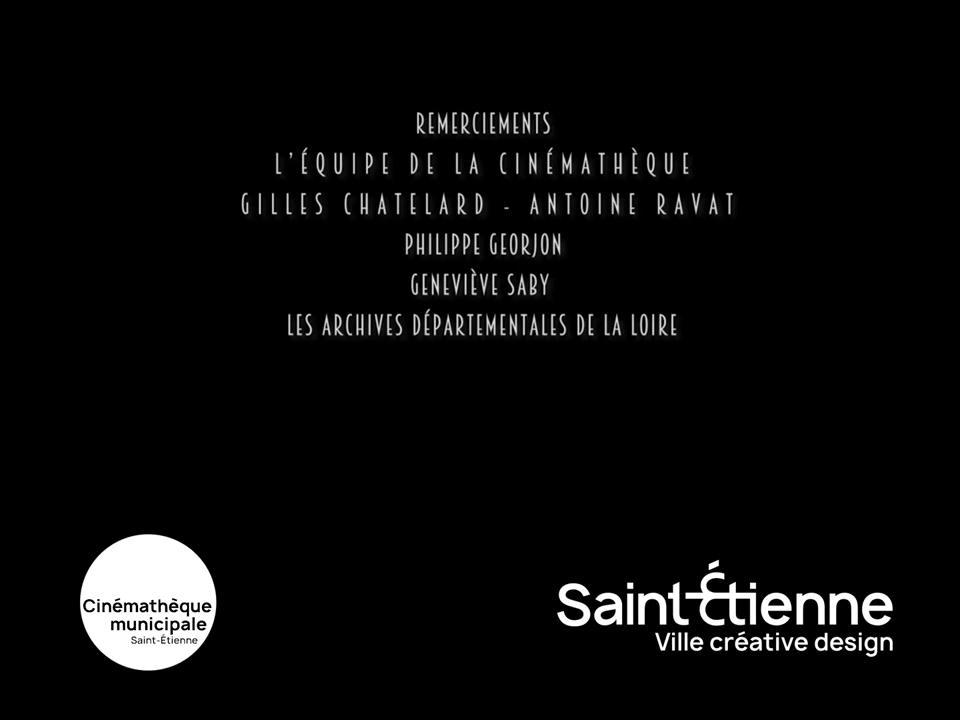 REMERCIEMENTS
L'ÉQUIPE DE LA CINÉMATHÈQUE
GILLES CHATELARD - ANTOINE RAVAT
PHILIPPE GEORJON
GENEVIÈVE SABY
LES ARCHIVES DÉPARTEMENTALES DE LA LOIRE
Cinémathèque
municipale
Saint-Étienne
Saint-Étienne
Ville créative design